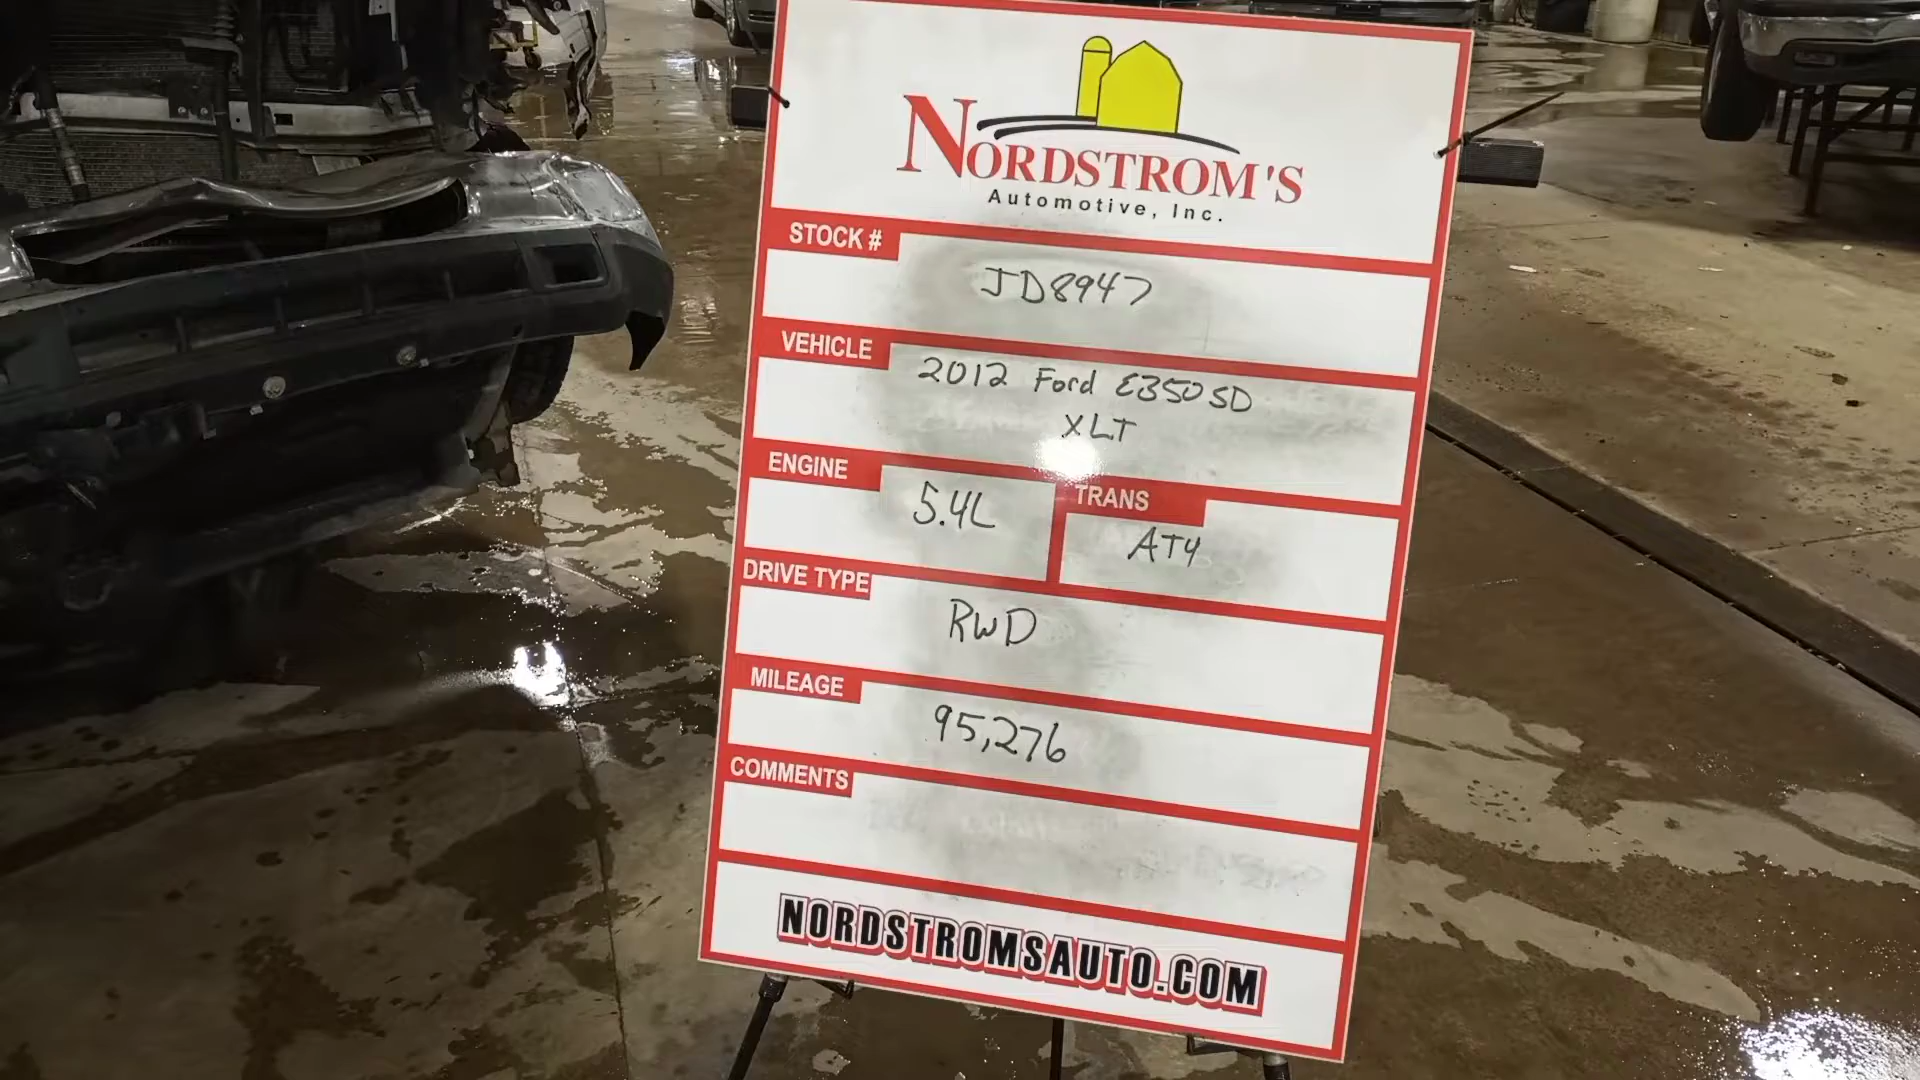 NORDSTROM'S
Automotive, Inc.
STOCK #
JD8947
VEHICLE
2012 Ford E350SD
XLT
ENGINE
5.4L
TRANS
AT4
DRIVE TYPE
RWD
MILEAGE
95,276
COMMENTS
NORDSTROMSAUTO.COM